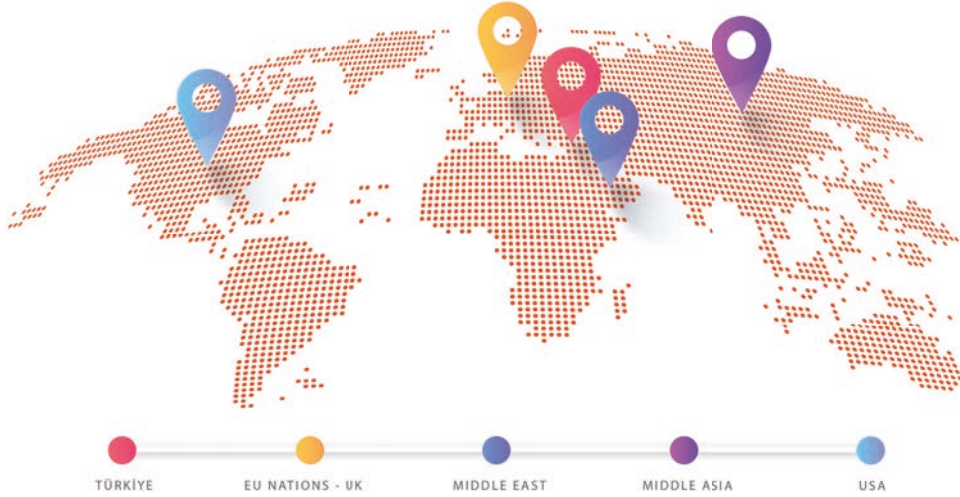 TÜRKİYE
EU NATIONS - UK
MIDDLE EAST
MIDDLE ASIA
USA